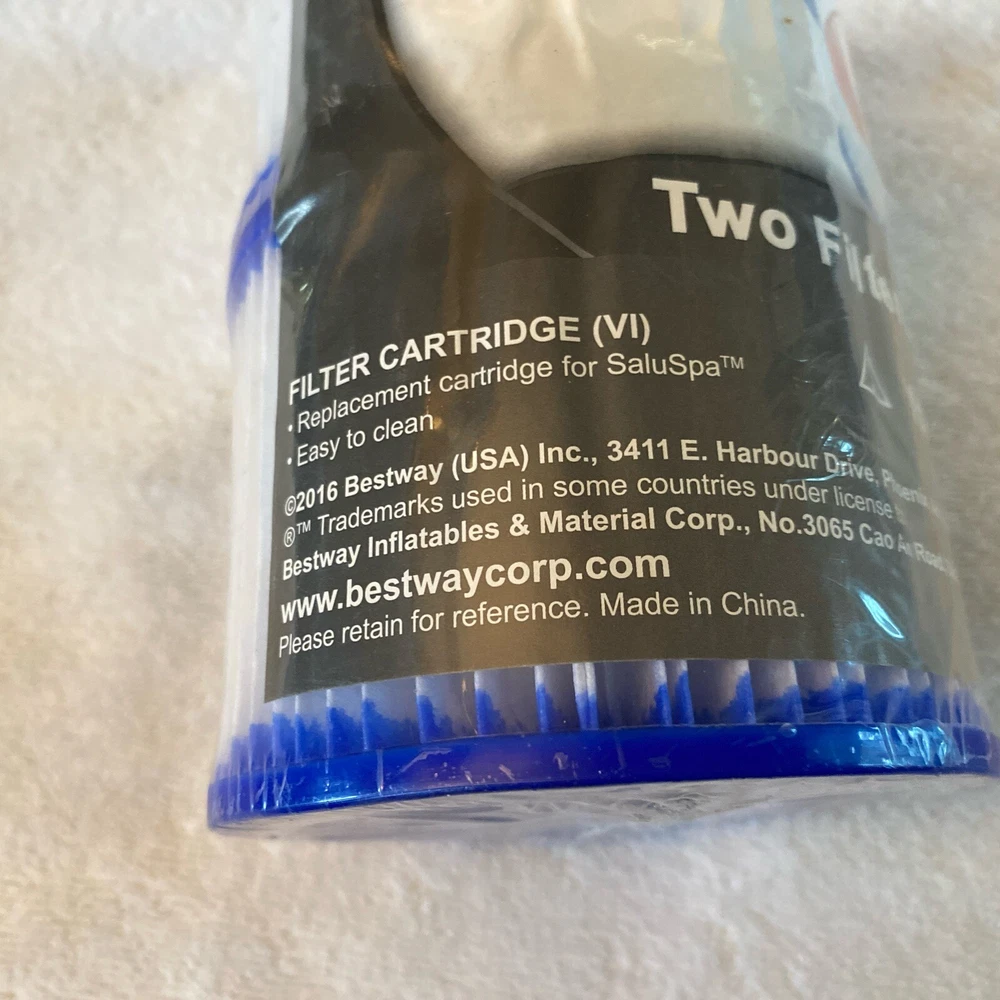 Two
FILTER CARTRIDGE (VI)
• Replacement cartridge for SaluSpa™
• Easy to clean
©2016 Bestway (USA) Inc., 3411 E. Harbour Drive,
®™ Trademarks used in some countries under license
Bestway Inflatables & Material Corp., No.3065 Cao
www.bestwaycorp.com
Please retain for reference. Made in China.